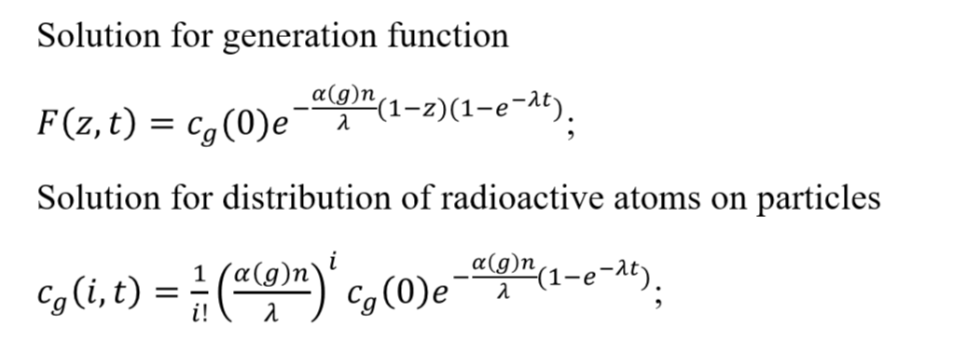 Solution for generation function
F(z, t) = c_g(0)e^{-\frac{α(g)n}{λ}(1-z)(1-e^{-λt})};
Solution for distribution of radioactive atoms on particles
c_g(i, t) = \frac{1}{i!}\left(\frac{α(g)n}{λ}\right)^i c_g(0)e^{-\frac{α(g)n}{λ}(1-e^{-λt})};